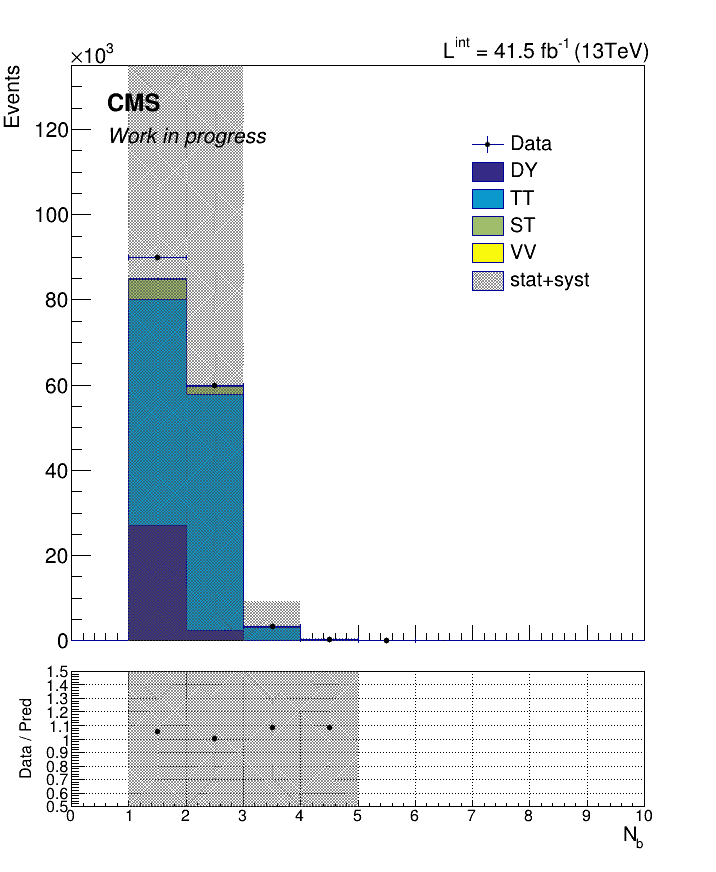 ×10³
L^int = 41.5 fb⁻¹ (13TeV)
Events
CMS
Work in progress
Data
DY
TT
ST
VV
stat+syst
120
100
80
60
40
20
0
Data / Pred
1.5
1.4
1.3
1.2
1.1
1
0.9
0.8
0.7
0.6
0.5
0 1 2 3 4 5 6 7 8 9 10
N_b